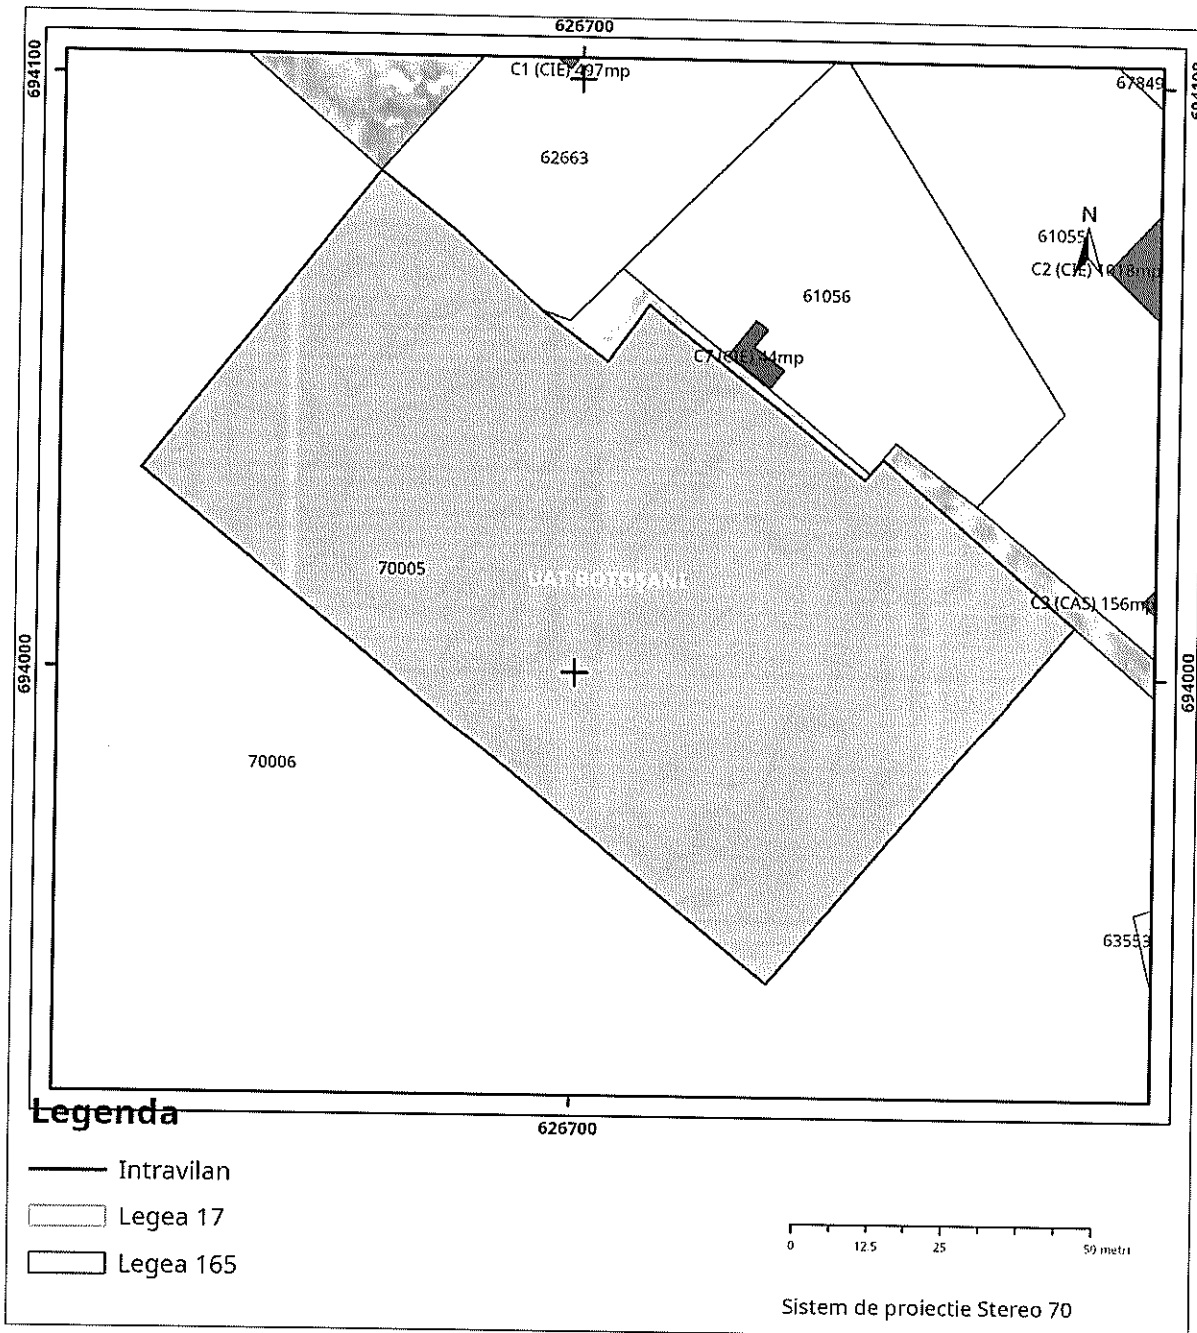 626700
694100
694100
C1 (CIE) 497mp
67849
62663
61055
C2 (CIE) 1018mp
61056
C7 (CIE) 44mp
70005
UAT BOTOSANI
C3 (CAS) 156mp
694000
694000
70006
63553
N
626700
Legenda
Intravilan
Legea 17
Legea 165
0 12.5 25 50 metri
Sistem de proiectie Stereo 70